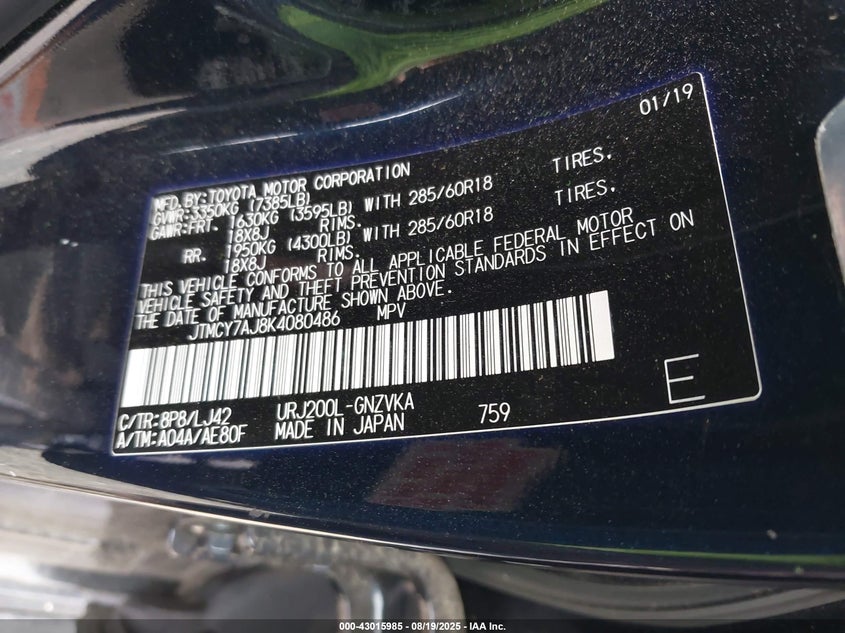 01/19
MFD. BY: TOYOTA MOTOR CORPORATION
GVWR: 3350KG (7385LB)
GAWR: FRT. 1630KG (3595LB) WITH 285/60R18 TIRES.
18X8J RIMS.
RR. 1950KG (4300LB) WITH 285/60R18 TIRES.
18X8J RIMS.
THIS VEHICLE CONFORMS TO ALL APPLICABLE FEDERAL MOTOR
VEHICLE SAFETY AND THEFT PREVENTION STANDARDS IN EFFECT ON
THE DATE OF MANUFACTURE SHOWN ABOVE.
JTMCY7AJ8K4080486 MPV
C/TR: 8P8/LJ42 URJ200L-GNZVKA
A/TM: A04A/AE80F MADE IN JAPAN 759 E
000-43015985 - 08/19/2025 - IAA Inc.